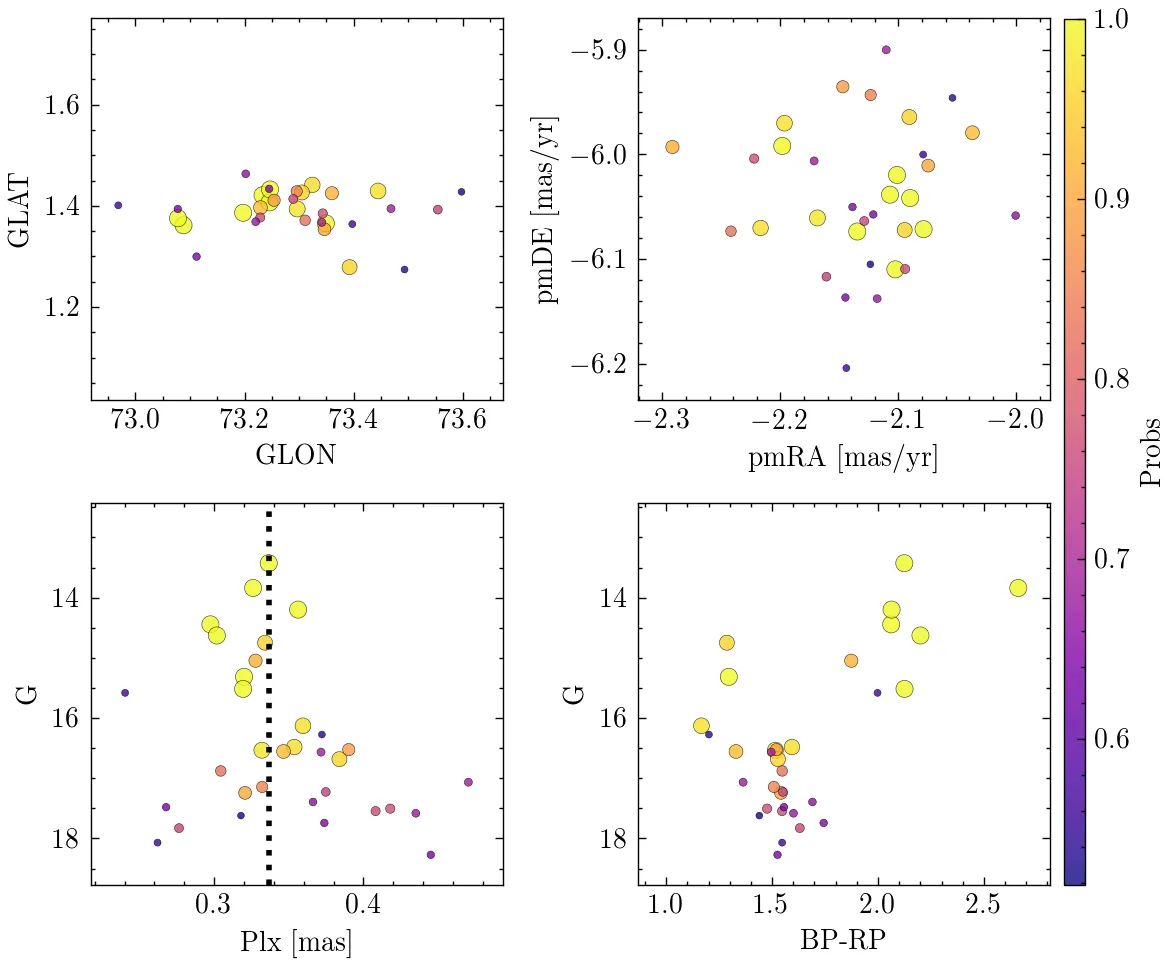 1.6
1.4
1.2
GLAT
73.0 73.2 73.4 73.6
GLON
−5.9
−6.0
−6.1
−6.2
pmDE [mas/yr]
−2.3 −2.2 −2.1 −2.0
pmRA [mas/yr]
1.0
0.9
0.8
0.7
0.6
Probs
14
16
18
G
0.3 0.4
Plx [mas]
14
16
18
G
1.0 1.5 2.0 2.5
BP-RP